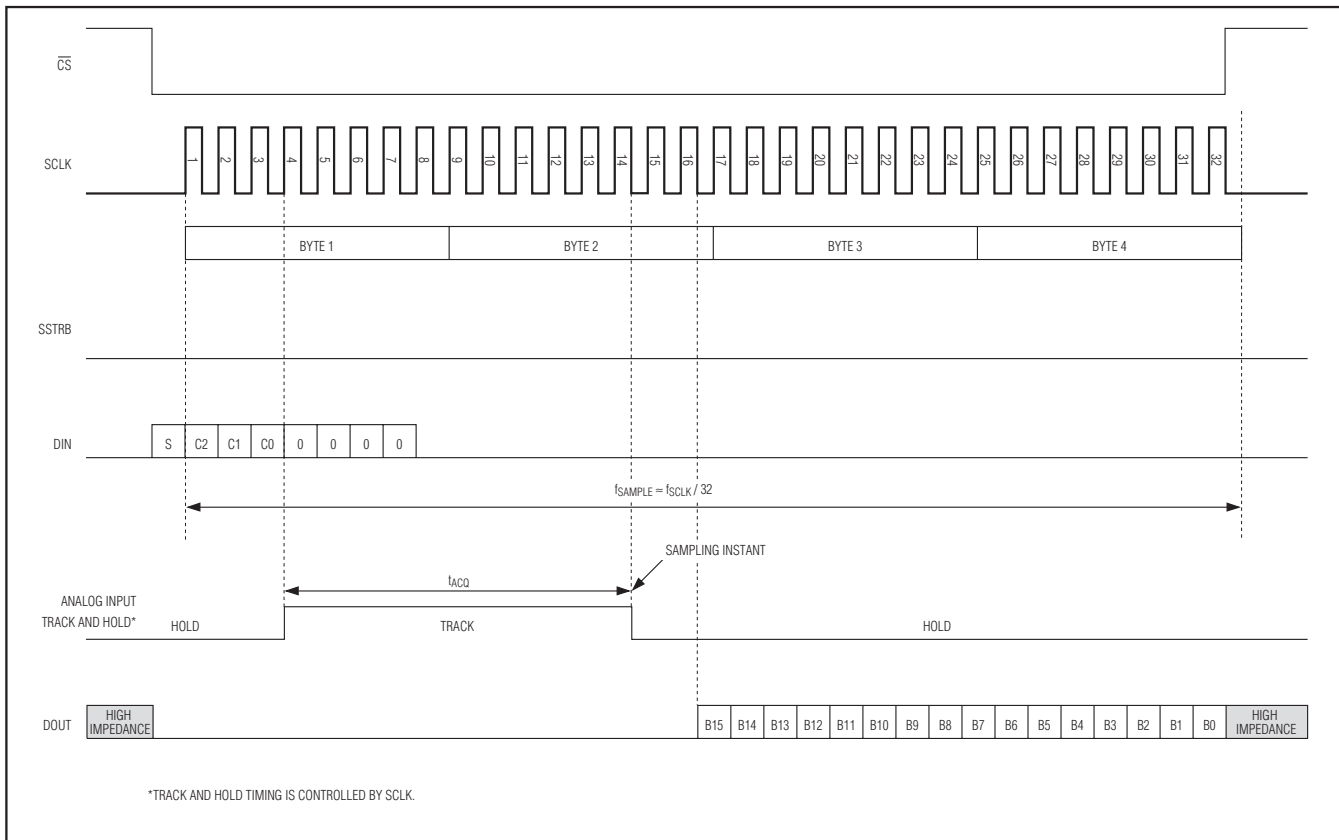 CS
SCLK
1 2 3 4 5 6 7 8 9 10 11 12 13 14 15 16 17 18 19 20 21 22 23 24 25 26 27 28 29 30 31 32
BYTE 1 BYTE 2 BYTE 3 BYTE 4
SSTRB
DIN S C2 C1 C0 0 0 0 0
fSAMPLE = fSCLK / 32
SAMPLING INSTANT
tACQ
ANALOG INPUT
TRACK AND HOLD*
HOLD TRACK HOLD
DOUT
HIGH
IMPEDANCE
B15 B14 B13 B12 B11 B10 B9 B8 B7 B6 B5 B4 B3 B2 B1 B0
HIGH
IMPEDANCE
*TRACK AND HOLD TIMING IS CONTROLLED BY SCLK.